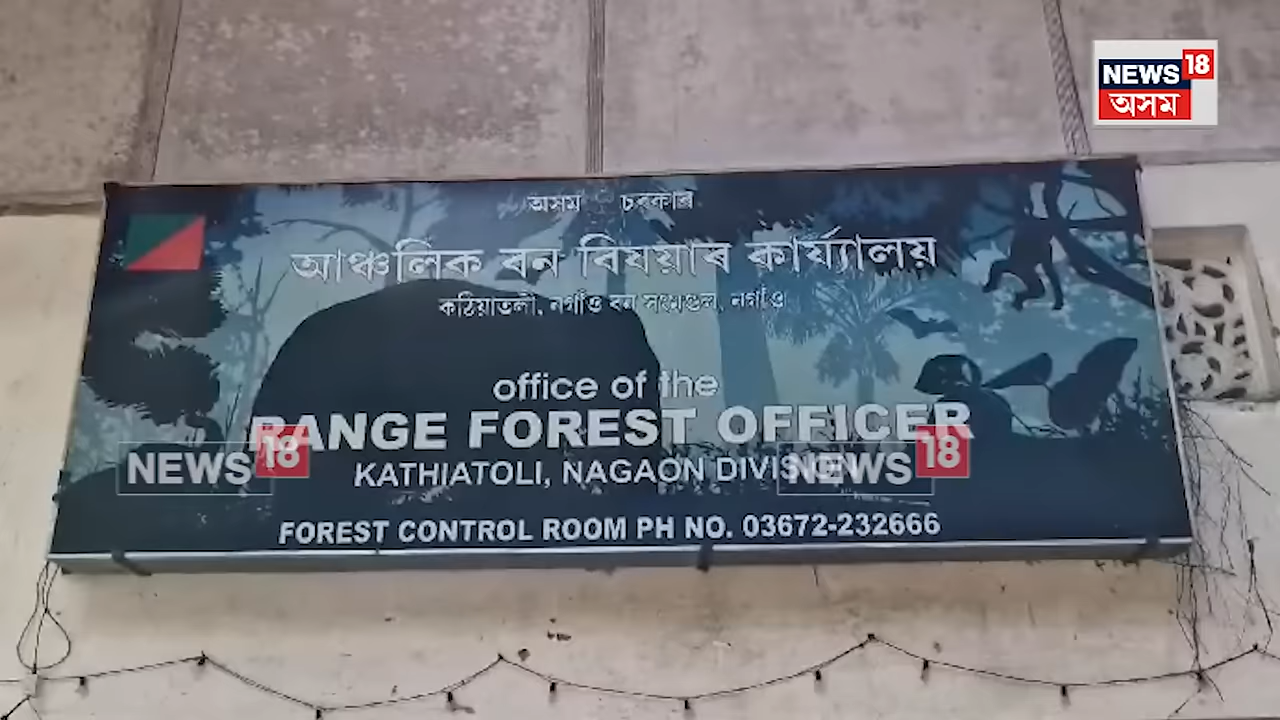 NEWS 18
অসম
অসম চৰকাৰ
আঞ্চলিক বন বিষয়াৰ কাৰ্য্যালয়
কঠিয়াতলী, নগাঁও বন সংমণ্ডল, নগাঁও
office of the
RANGE FOREST OFFICER
KATHIATOLI, NAGAON DIVISION
NEWS 18
NEWS 18
FOREST CONTROL ROOM PH NO. 03672-232666